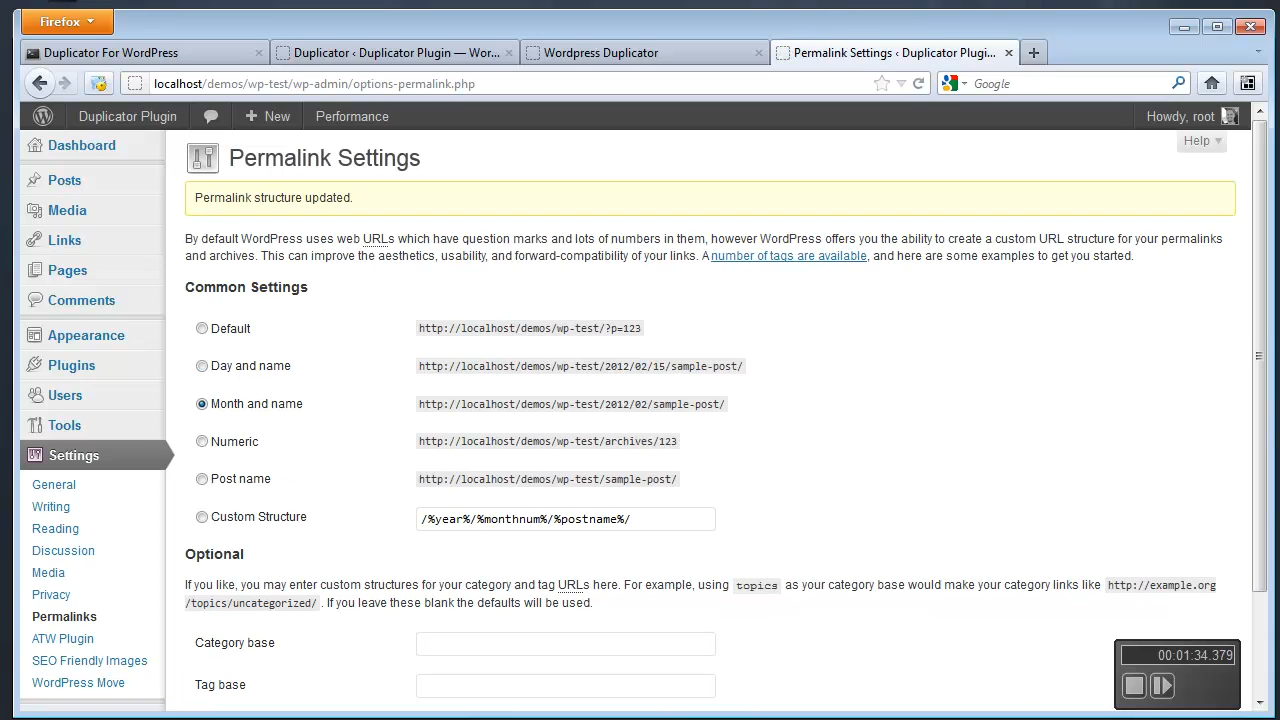 Firefox
Duplicator For WordPress
Duplicator ‹ Duplicator Plugin — Wor...
Wordpress Duplicator
Permalink Settings ‹ Duplicator Plugi...
localhost/demos/wp-test/wp-admin/options-permalink.php
Google
Duplicator Plugin
New
Performance
Howdy, root
Dashboard
Posts
Media
Links
Pages
Comments
Appearance
Plugins
Users
Tools
Settings
General
Writing
Reading
Discussion
Media
Privacy
Permalinks
ATW Plugin
SEO Friendly Images
WordPress Move
Help
Permalink Settings
Permalink structure updated.
By default WordPress uses web URLs which have question marks and lots of numbers in them, however WordPress offers you the ability to create a custom URL structure for your permalinks
and archives. This can improve the aesthetics, usability, and forward-compatibility of your links. A number of tags are available, and here are some examples to get you started.
Common Settings
Default http://localhost/demos/wp-test/?p=123
Day and name http://localhost/demos/wp-test/2012/02/15/sample-post/
Month and name http://localhost/demos/wp-test/2012/02/sample-post/
Numeric http://localhost/demos/wp-test/archives/123
Post name http://localhost/demos/wp-test/sample-post/
Custom Structure /%year%/%monthnum%/%postname%/
Optional
If you like, you may enter custom structures for your category and tag URLs here. For example, using topics as your category base would make your category links like http://example.org
/topics/uncategorized/ . If you leave these blank the defaults will be used.
Category base
Tag base
00:01:34.379